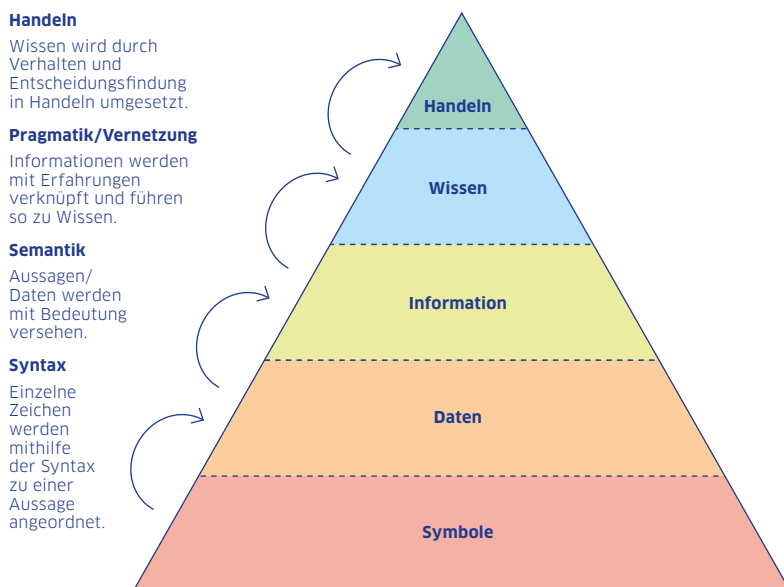 Handeln
Wissen wird durch
Verhalten und
Entscheidungsfindung
in Handeln umgesetzt.
Pragmatik/Vernetzung
Informationen werden
mit Erfahrungen
verknüpft und führen
so zu Wissen.
Semantik
Aussagen/
Daten werden
mit Bedeutung
versehen.
Syntax
Einzelne
Zeichen
werden
mithilfe
der Syntax
zu einer
Aussage
angeordnet.
Handeln
Wissen
Information
Daten
Symbole